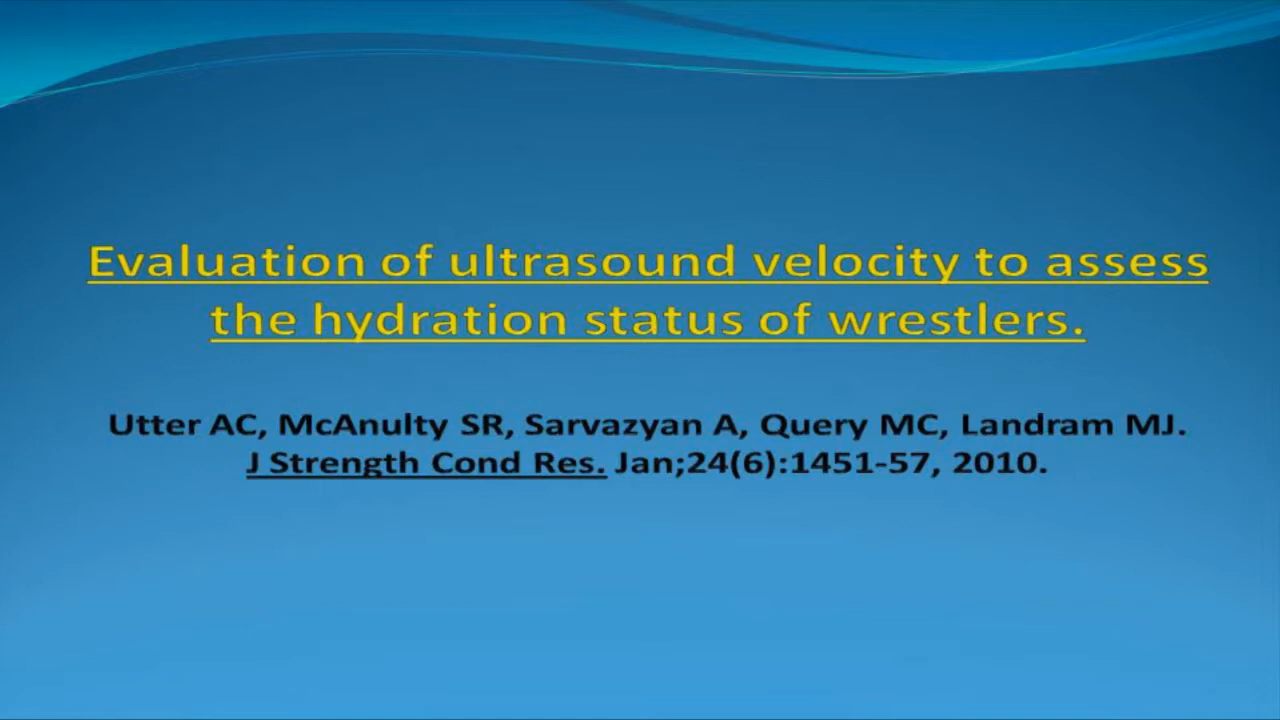 Evaluation of ultrasound velocity to assess
the hydration status of wrestlers.
Utter AC, McAnulty SR, Sarvazyan A, Query MC, Landram MJ.
J Strength Cond Res. Jan;24(6):1451-57, 2010.